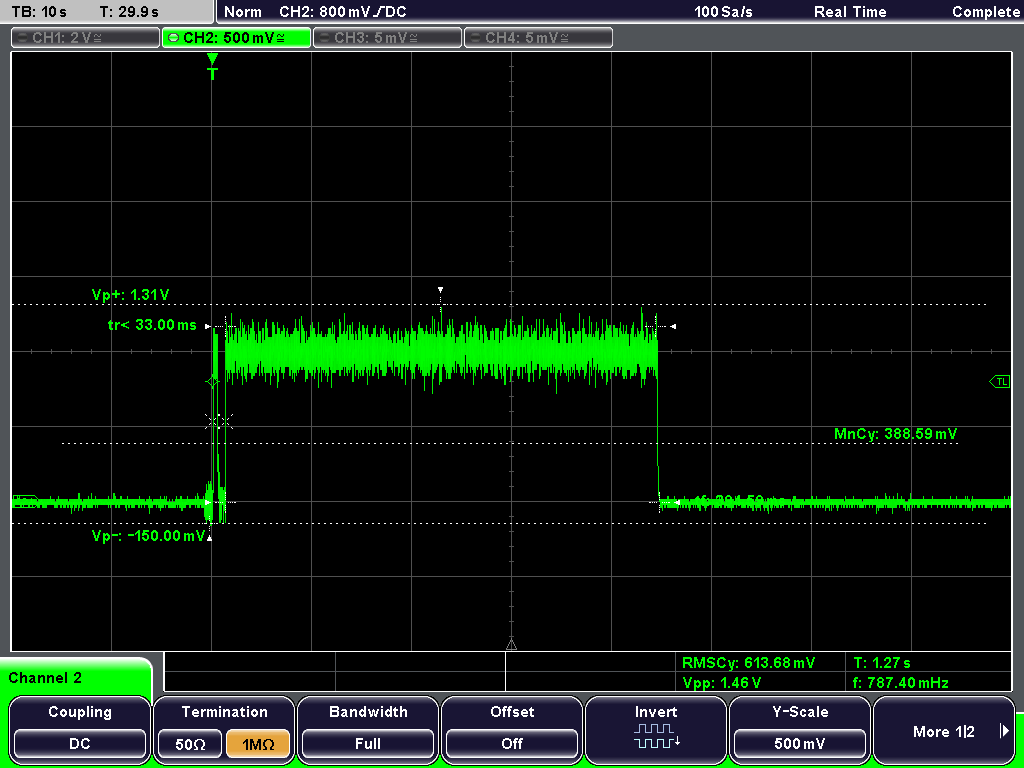 TB: 10 s T: 29.9 s Norm CH2: 800 mV DC 100 Sa/s Real Time Complete
CH1: 2 V CH2: 500 mV CH3: 5 mV CH4: 5 mV
T
Vp+: 1.31 V
tr< 33.00 ms
TL
MnCy: 388.59 mV
Vp-: -150.00 mV
RMSCy: 613.68 mV T: 1.27 s
Vpp: 1.46 V f: 787.40 mHz
Channel 2
Coupling Termination Bandwidth Offset Invert Y-Scale
DC 50Ω 1MΩ Full Off 500 mV More 1|2